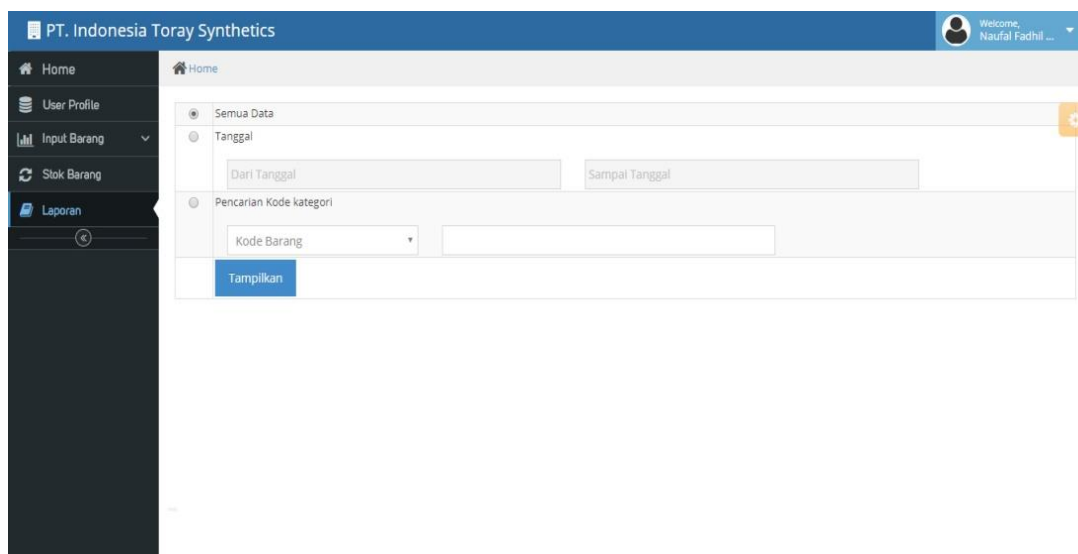 PT. Indonesia Toray Synthetics
Welcome,
Naufal Fadhil ...
Home
User Profile
Input Barang
Stok Barang
Laporan
Home
Semua Data
Tanggal
Dari Tanggal
Sampai Tanggal
Pencarian Kode kategori
Kode Barang
Tampilkan